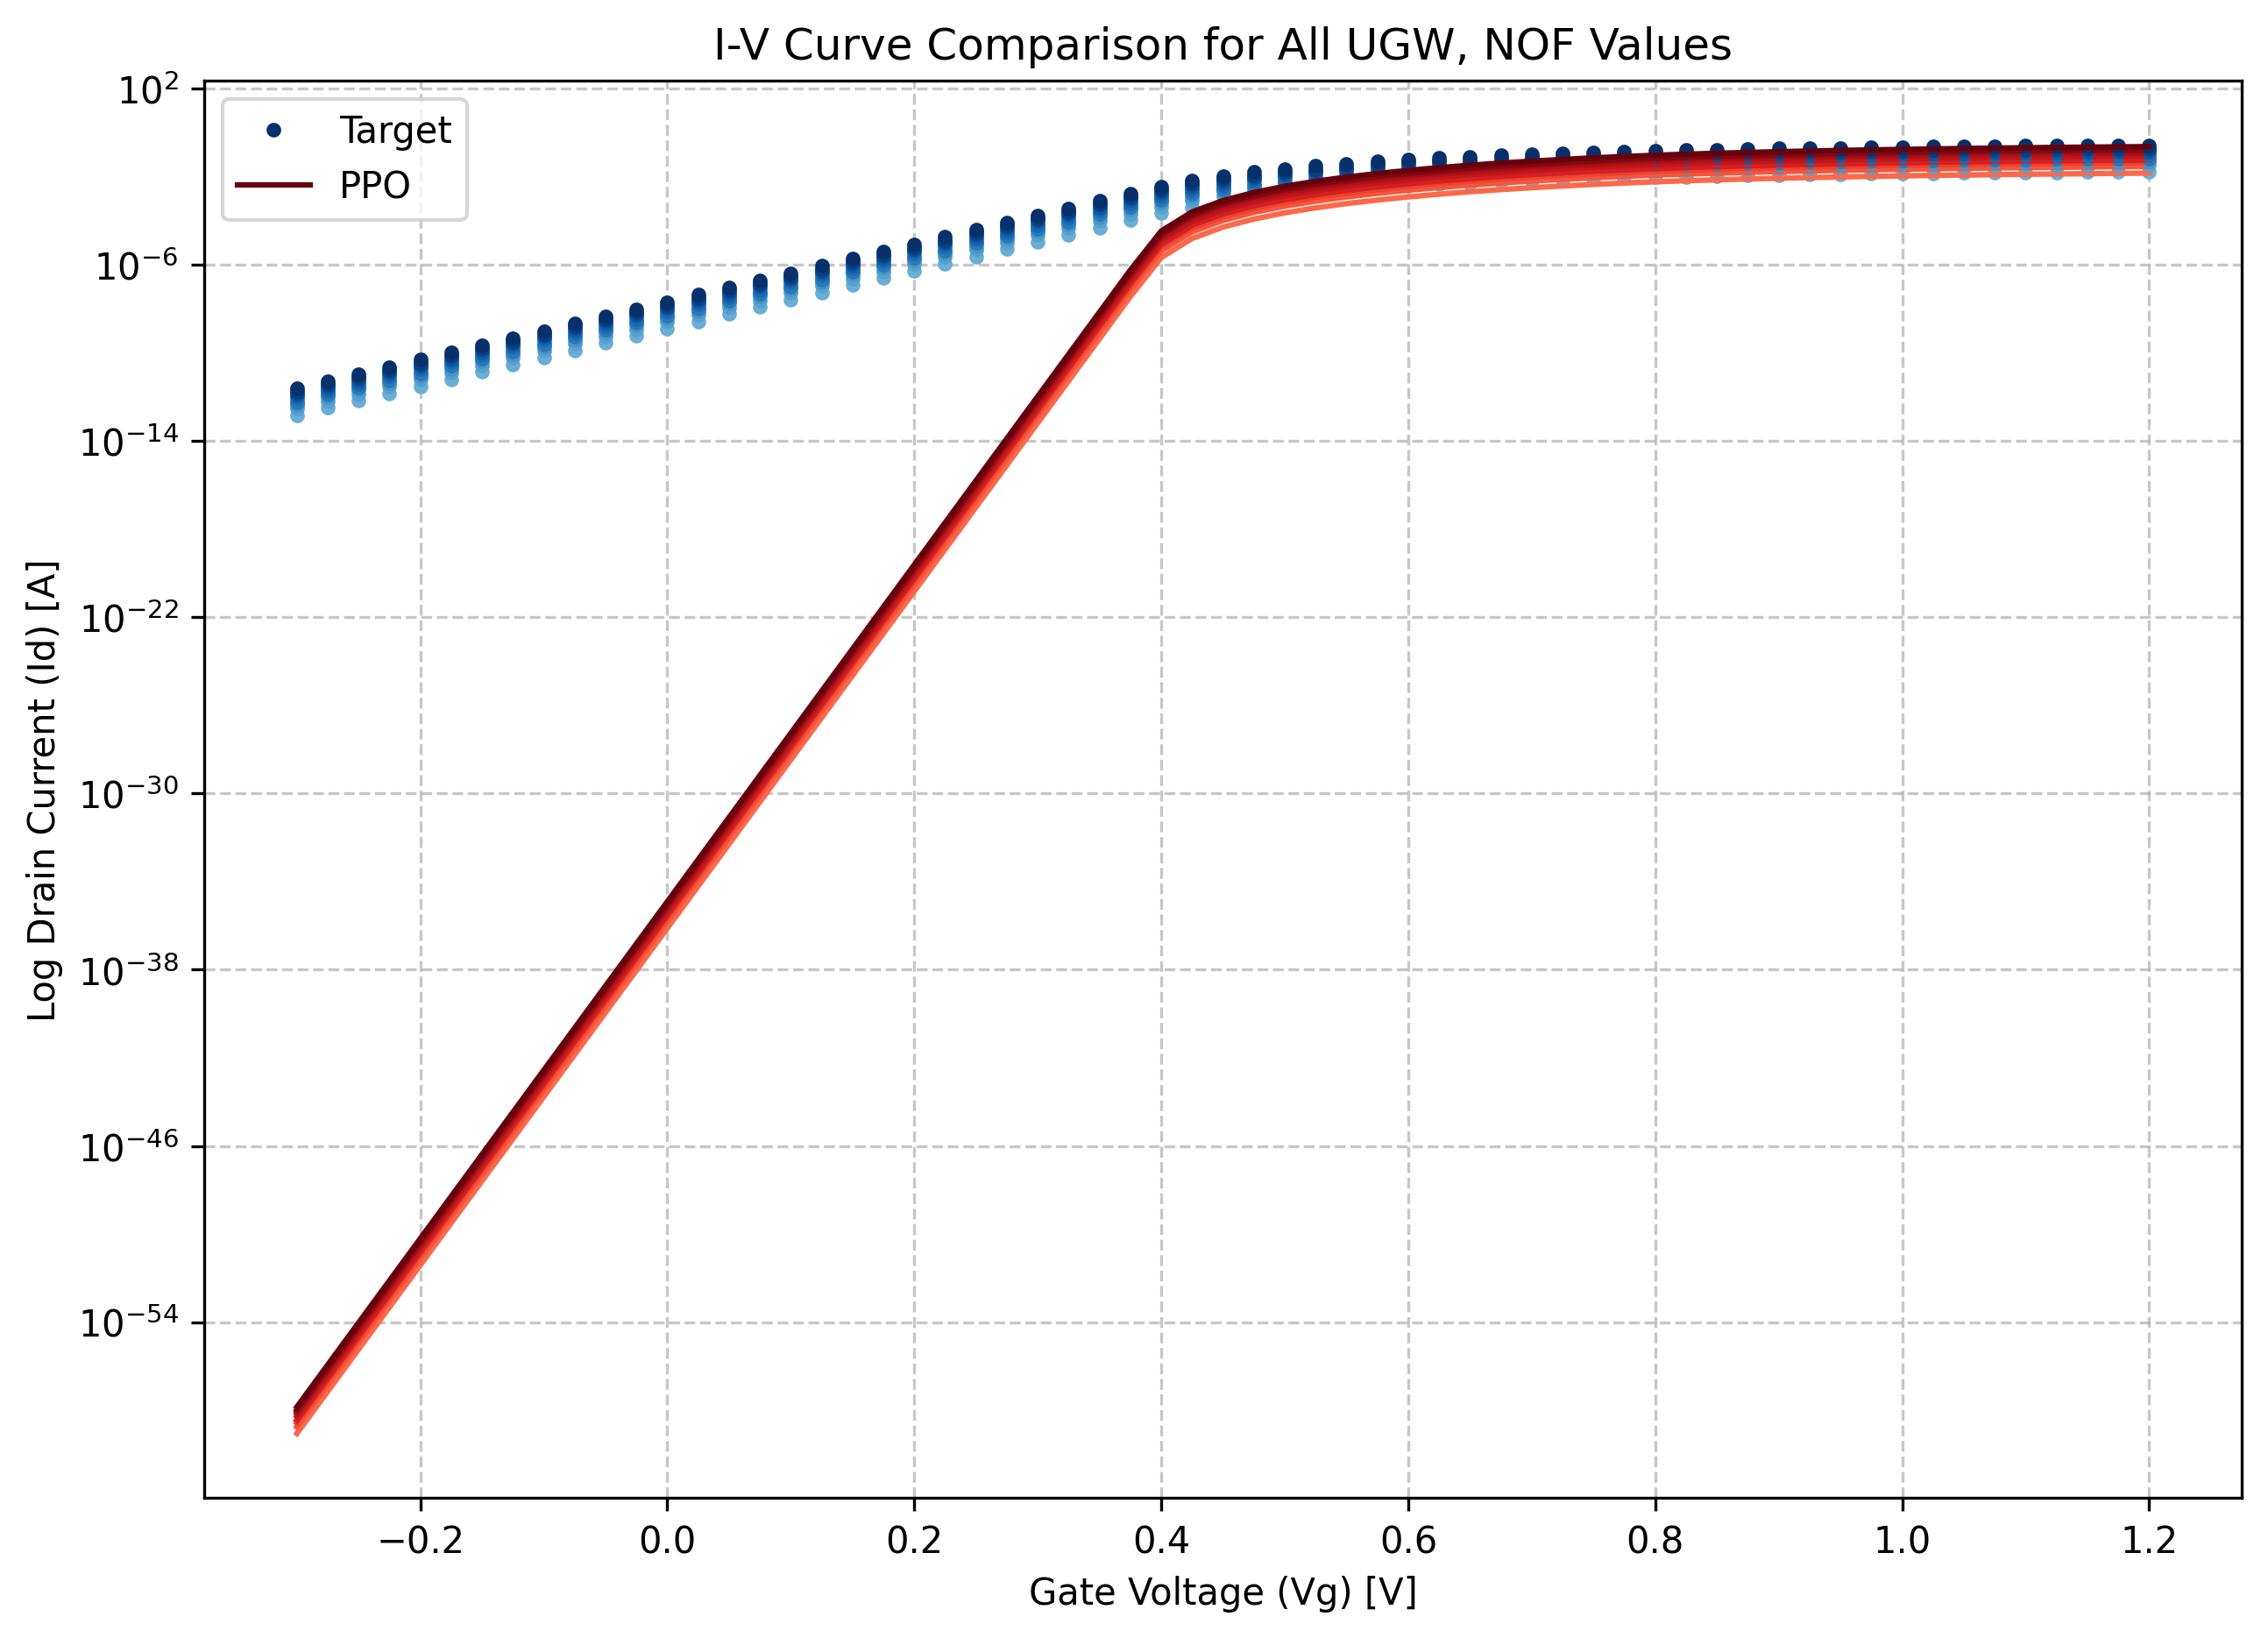 I-V Curve Comparison for All UGW, NOF Values
Target
PPO
10²
10⁻⁶
10⁻¹⁴
10⁻²²
10⁻³⁰
10⁻³⁸
10⁻⁴⁶
10⁻⁵⁴
Log Drain Current (Id) [A]
−0.2 0.0 0.2 0.4 0.6 0.8 1.0 1.2
Gate Voltage (Vg) [V]